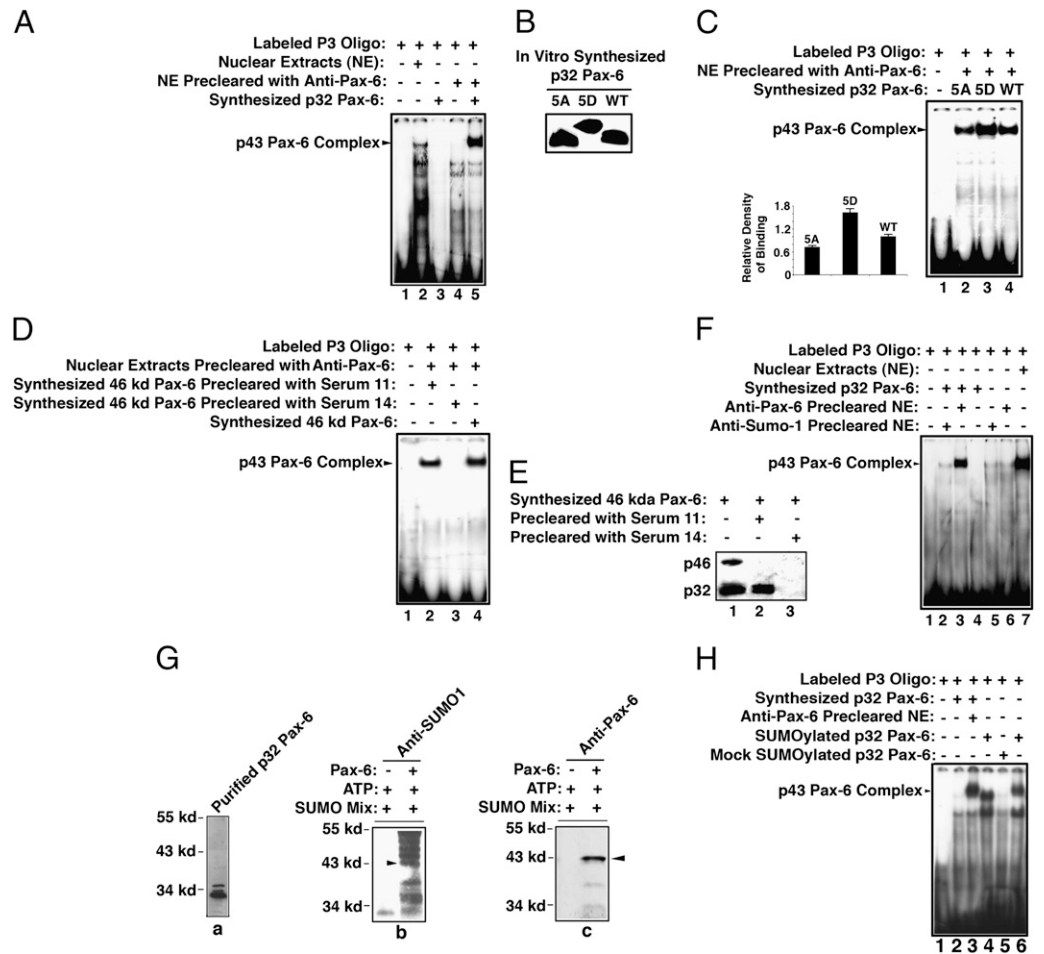 A
Labeled P3 Oligo: + + + + +
Nuclear Extracts (NE) - + - - -
NE Precleared with Anti-Pax-6: - - - + +
Synthesized p32 Pax-6: - - + - +
p43 Pax-6 Complex
1 2 3 4 5
B
In Vitro Synthesized
p32 Pax-6
5A 5D WT
C
Labeled P3 Oligo: + + + +
NE Precleared with Anti-Pax-6: - + + +
Synthesized p32 Pax-6: - 5A 5D WT
p43 Pax-6 Complex
Relative Density
of Binding
1.8
1.2
0.6
0
5A
5D
WT
1 2 3 4
D
Labeled P3 Oligo: + + + +
Nuclear Extracts Precleared with Anti-Pax-6: - + + +
Synthesized 46 kd Pax-6 Precleared with Serum 11: - + - -
Synthesized 46 kd Pax-6 Precleared with Serum 14: - - + -
Synthesized 46 kd Pax-6: - - - +
p43 Pax-6 Complex
1 2 3 4
E
Synthesized 46 kda Pax-6: + + +
Precleared with Serum 11: - + -
Precleared with Serum 14: - - +
p46
p32
1 2 3
F
Labeled P3 Oligo: + + + + + + +
Nuclear Extracts (NE): - - - - - - +
Synthesized p32 Pax-6: - + + + - - -
Anti-Pax-6 Precleared NE: - - + - - + -
Anti-Sumo-1 Precleared NE: - + - - + - -
p43 Pax-6 Complex
1 2 3 4 5 6 7
G
Purified p32 Pax-6
55 kd
43 kd
34 kd
a
Anti-SUMO1
Pax-6: - +
ATP: + +
SUMO Mix: + +
55 kd
43 kd
34 kd
b
Anti-Pax-6
Pax-6: - +
ATP: + +
SUMO Mix: + +
55 kd
43 kd
34 kd
c
H
Labeled P3 Oligo: + + + + + +
Synthesized p32 Pax-6: - + + - - -
Anti-Pax-6 Precleared NE: - - + - - -
SUMOylated p32 Pax-6: - - - + - +
Mock SUMOylated p32 Pax-6: - - - - + -
p43 Pax-6 Complex
1 2 3 4 5 6